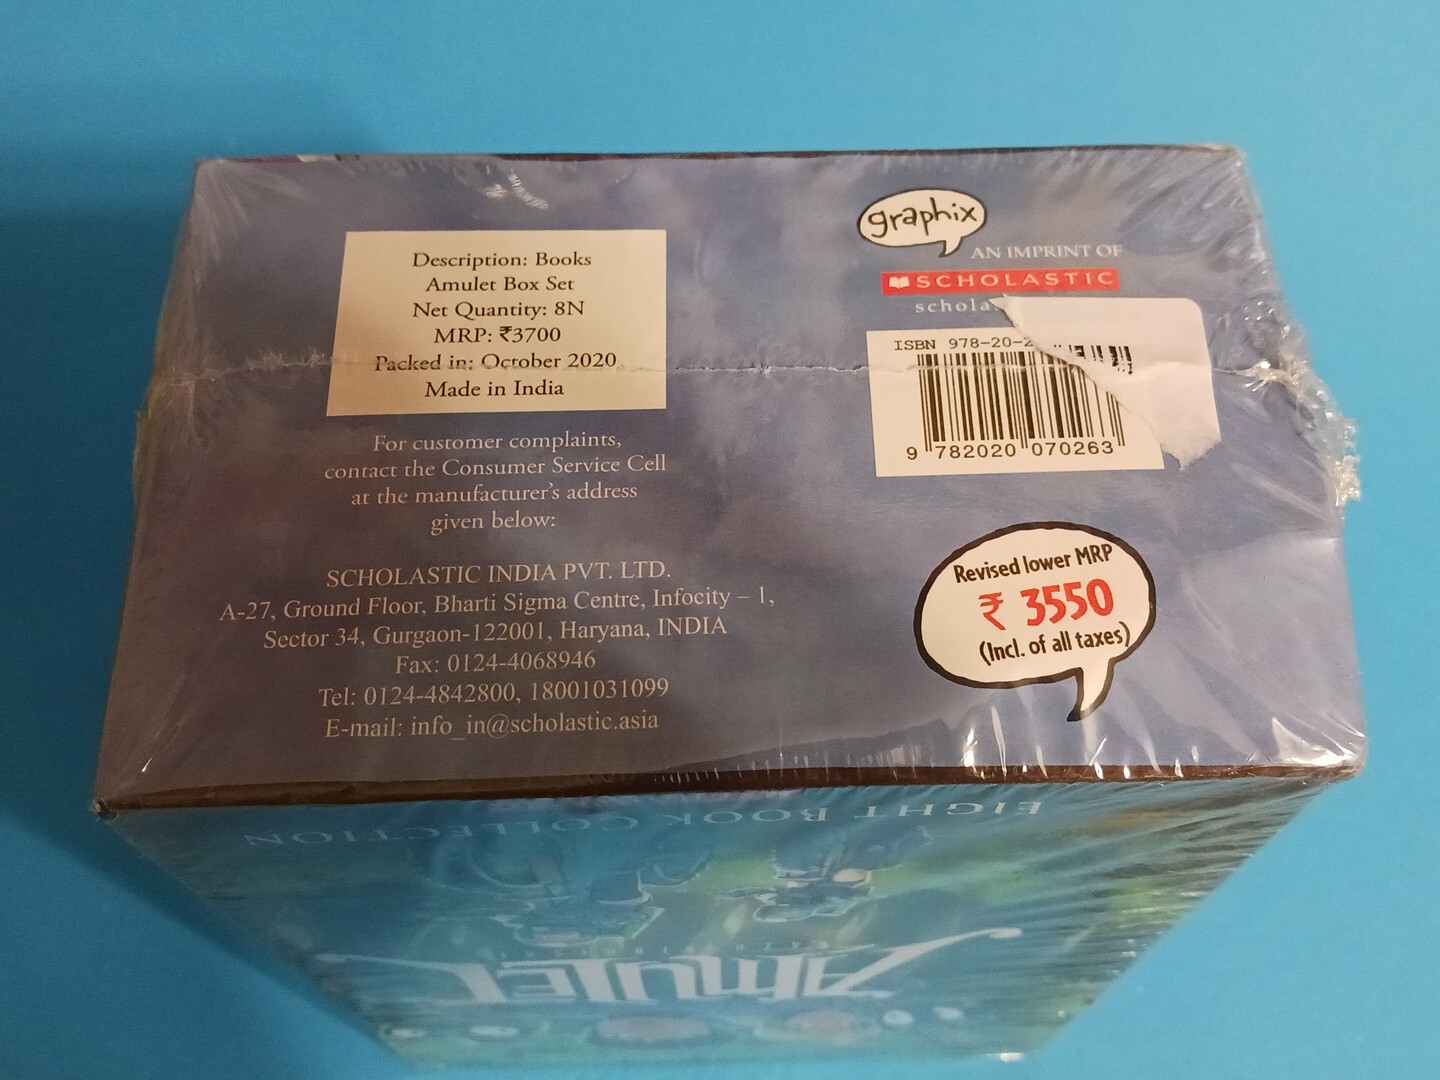 Description: Books
Amulet Box Set
Net Quantity: 8N
MRP: ₹3700
Packed in: October 2020
Made in India
For customer complaints,
contact the Consumer Service Cell
at the manufacturer's address
given below:
SCHOLASTIC INDIA PVT. LTD.
A-27, Ground Floor, Bharti Sigma Centre, Infocity – 1,
Sector 34, Gurgaon-122001, Haryana, INDIA
Fax: 0124-4068946
Tel: 0124-4842800, 18001031099
E-mail: info_in@scholastic.asia
graphix
AN IMPRINT OF
SCHOLASTIC
ISBN
9 782020 070263
Revised lower MRP
₹ 3550
(Incl. of all taxes)
EIGHT BOOK COLLECTION
AMULET